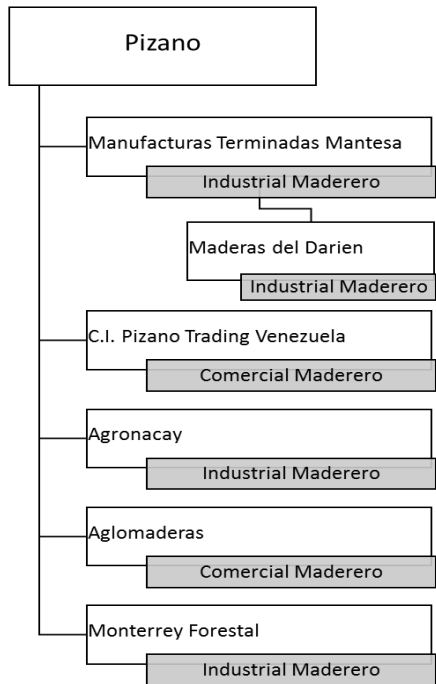 Pizano
Manufacturas Terminadas Mantesa
Industrial Maderero
Maderas del Darien
Industrial Maderero
C.I. Pizano Trading Venezuela
Comercial Maderero
Agronacay
Industrial Maderero
Aglomaderas
Comercial Maderero
Monterrey Forestal
Industrial Maderero